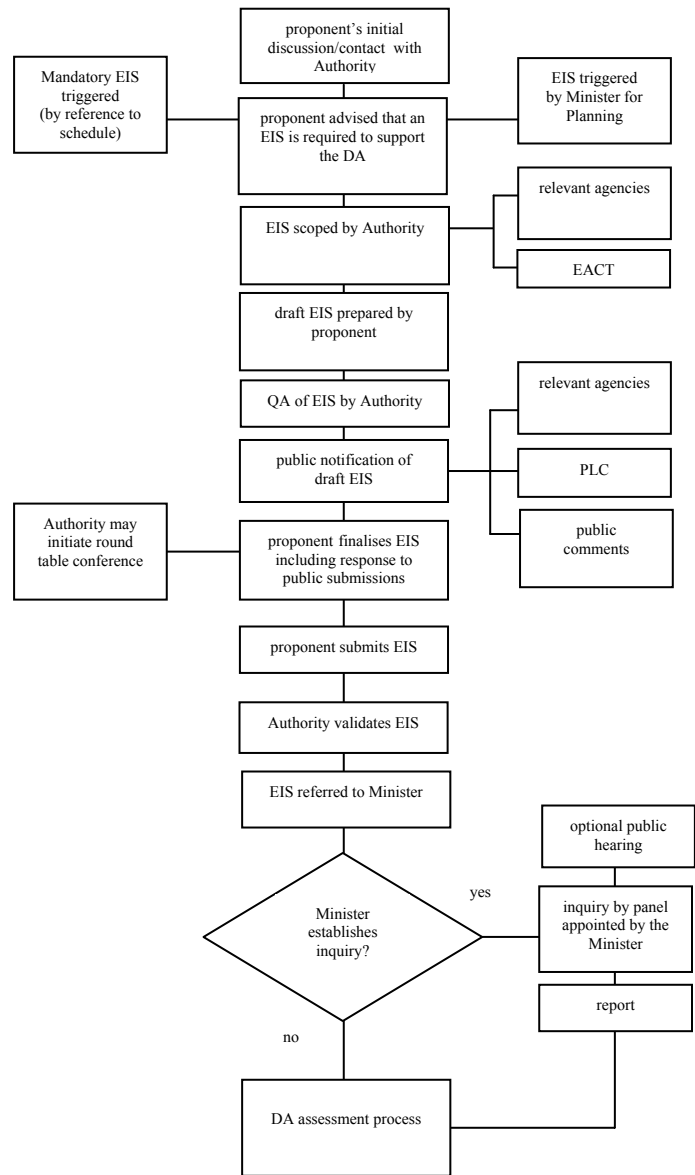 proponent's initial
discussion/contact with
Authority
Mandatory EIS
triggered
(by reference to
schedule)
EIS triggered
by Minister for
Planning
proponent advised that an
EIS is required to support
the DA
relevant agencies
EIS scoped by Authority
EACT
draft EIS prepared by
proponent
relevant agencies
QA of EIS by Authority
public notification of
draft EIS
PLC
Authority may
initiate round
table conference
proponent finalises EIS
including response to
public submissions
public
comments
proponent submits EIS
Authority validates EIS
EIS referred to Minister
optional public
hearing
yes
Minister
establishes
inquiry?
inquiry by panel
appointed by the
Minister
report
no
DA assessment process